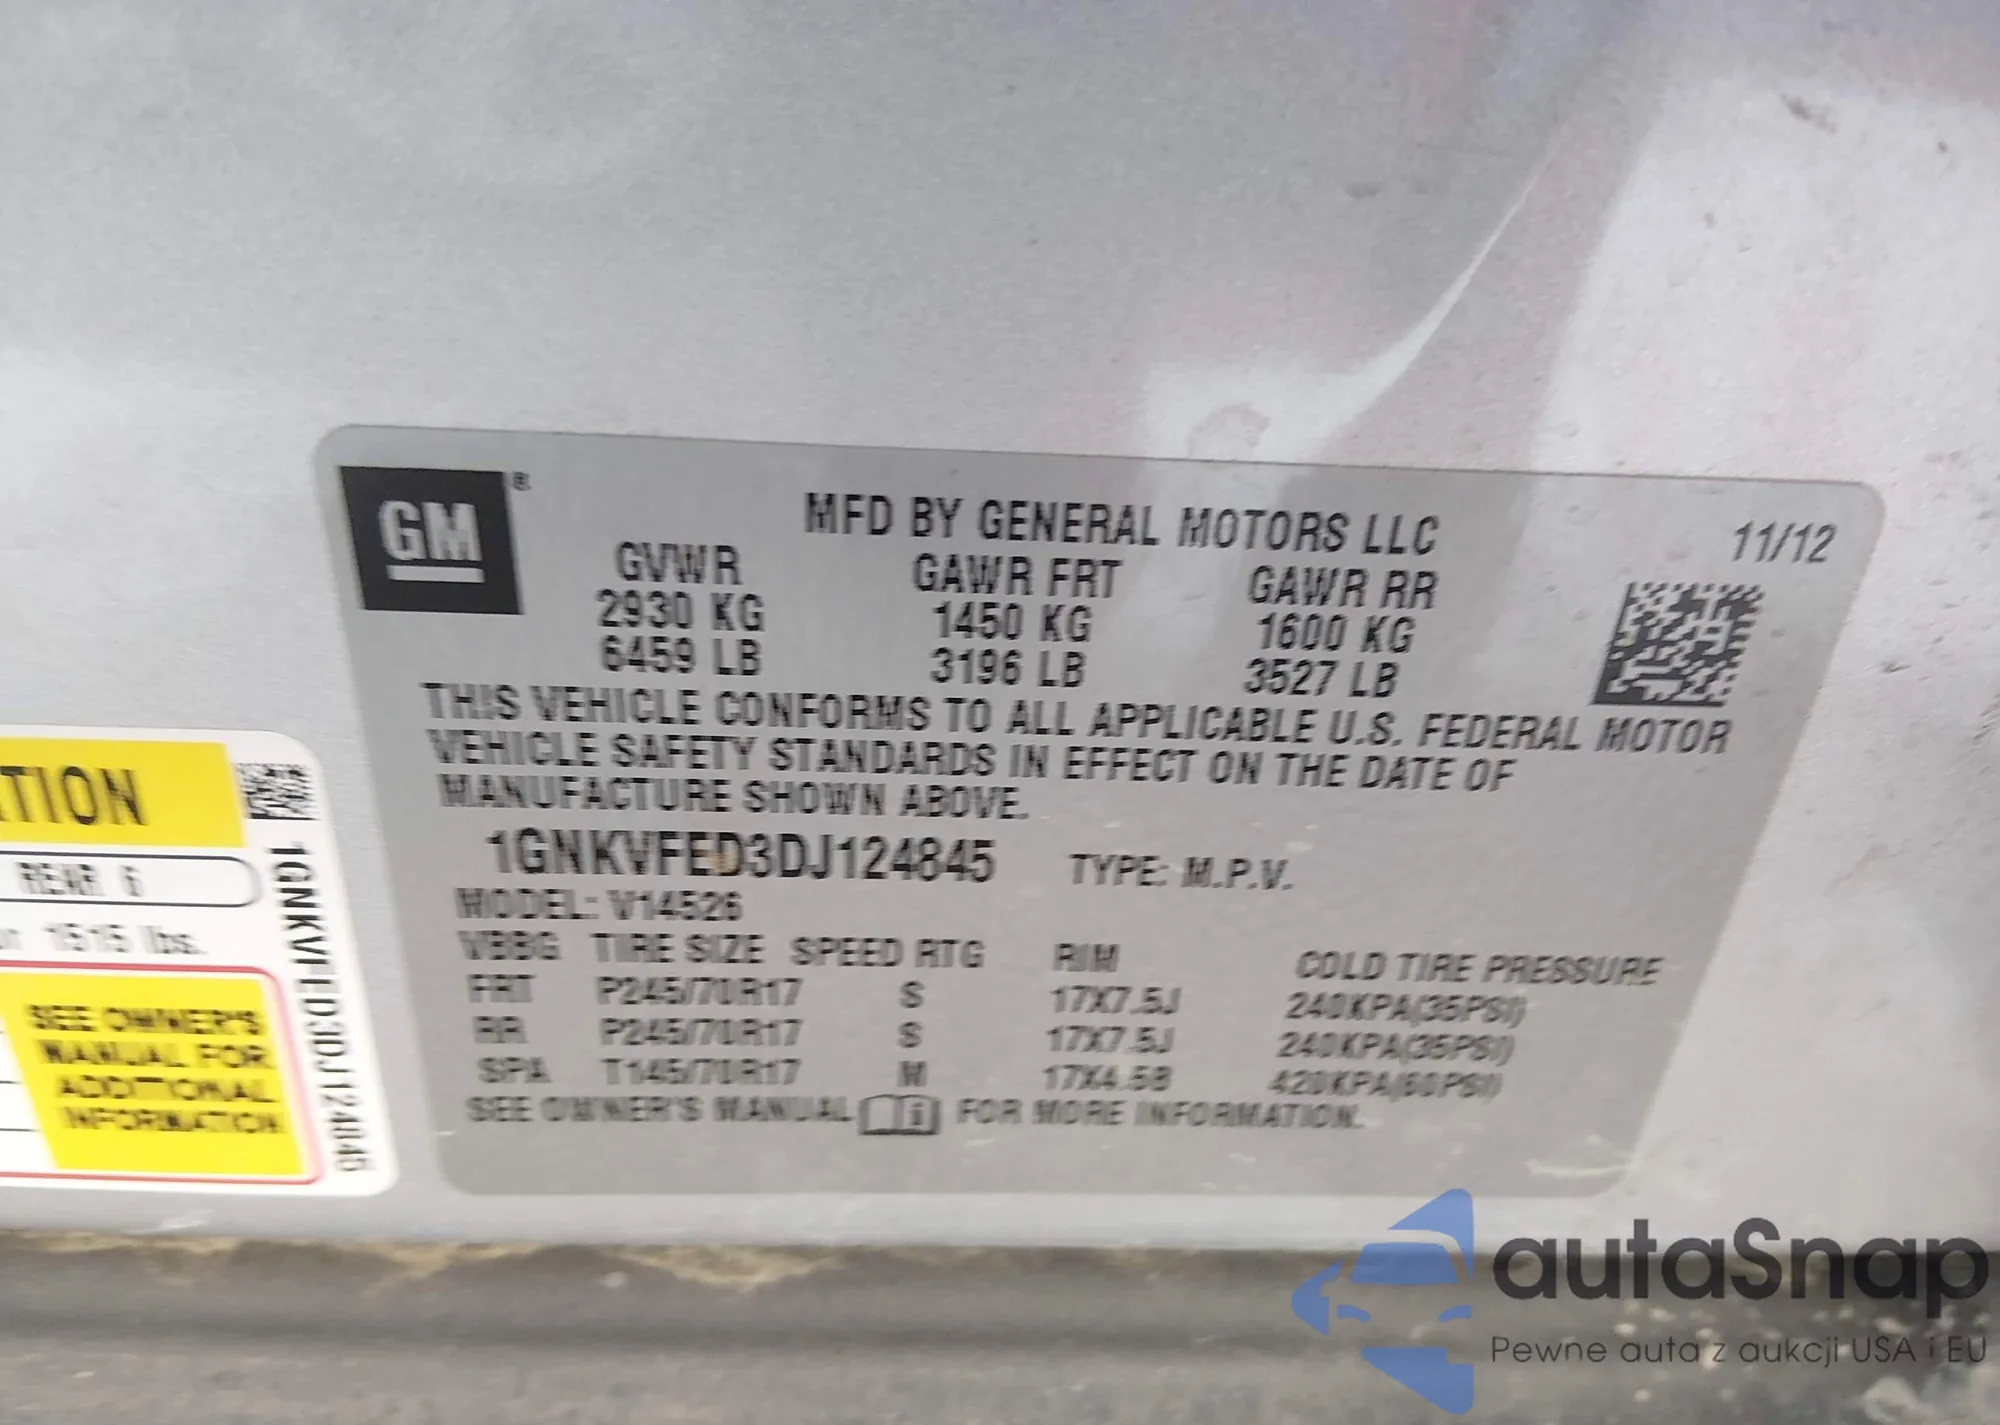 GM ®
MFD BY GENERAL MOTORS LLC 11/12
GVWR GAWR FRT GAWR RR
2930 KG 1450 KG 1600 KG
6459 LB 3196 LB 3527 LB
THIS VEHICLE CONFORMS TO ALL APPLICABLE U.S. FEDERAL MOTOR
VEHICLE SAFETY STANDARDS IN EFFECT ON THE DATE OF
MANUFACTURE SHOWN ABOVE.
1GNKVFED3DJ124845 TYPE: M.P.V.
MODEL: V14526
TIRE SIZE SPEED RTG RIM COLD TIRE PRESSURE
FRT P245/70R17 S 17X7.5J 240KPA(35PSI)
RR P245/70R17 S 17X7.5J 240KPA(35PSI)
SPA T145/70R17 M 17X4.5B 420KPA(60PSI)
SEE OWNER'S MANUAL i FOR MORE INFORMATION.
TION
REAR 6
1515 lbs.
SEE OWNER'S
MANUAL FOR
ADDITIONAL
INFORMATION
1GNKVFED3DJ124845
autaSnap
Pewne auta z aukcji USA i EU